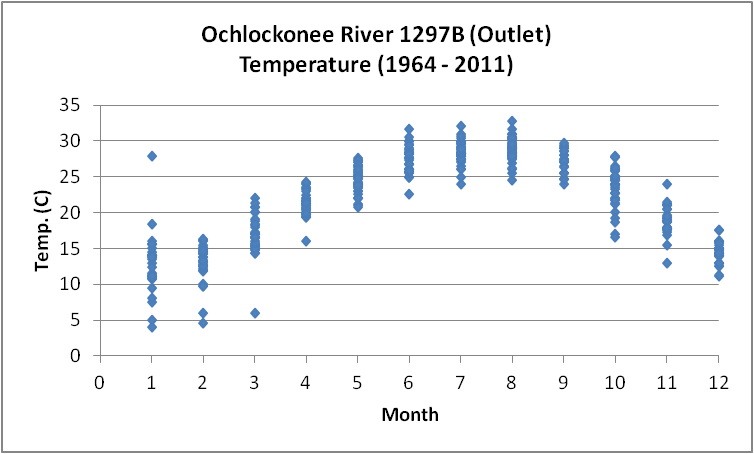 Ochlockonee River 1297B (Outlet)
Temperature (1964 - 2011)
35
30
25
20
15
10
5
0
Temp. (C)
0 1 2 3 4 5 6 7 8 9 10 11 12
Month